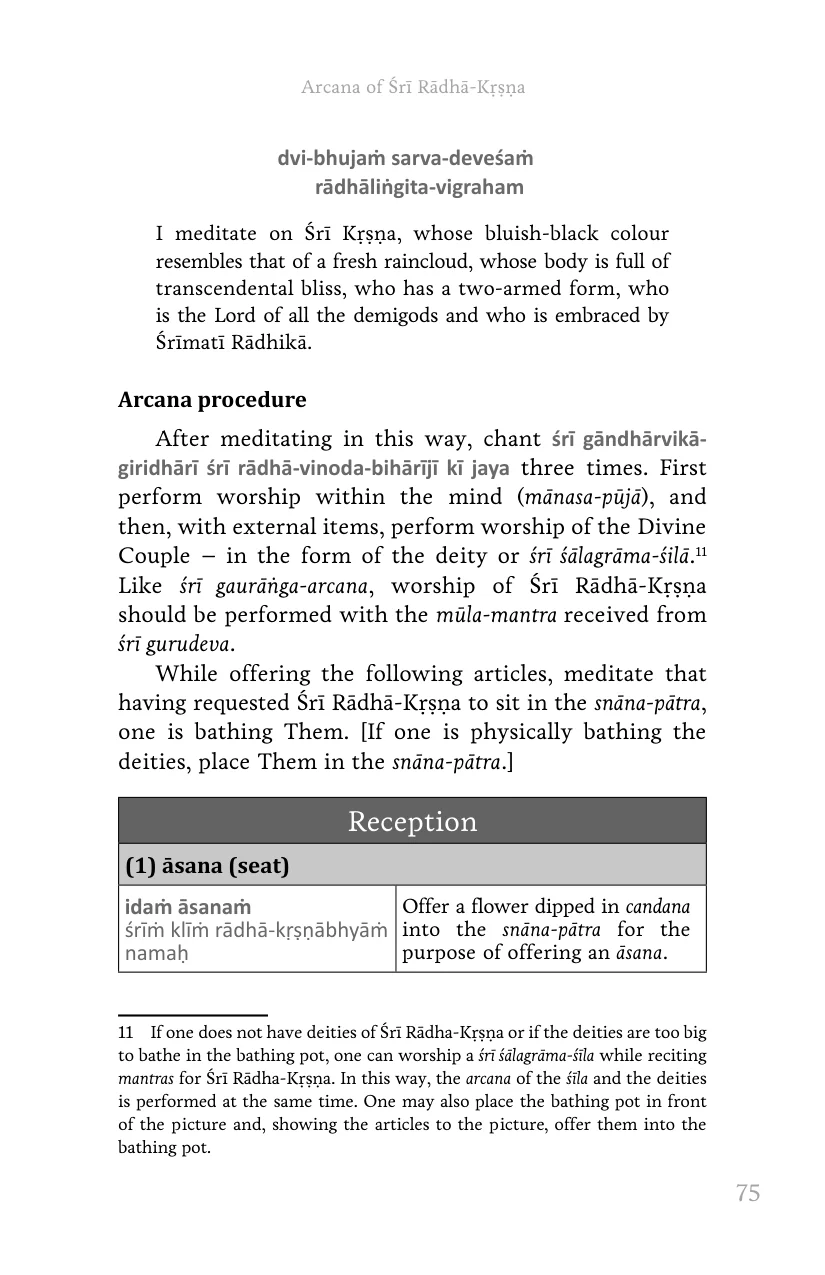 Arcana of Śrī Rādhā-Kṛṣṇa
dvi-bhujaṁ sarva-deveśaṁ
rādhāliṅgita-vigraham
I meditate on Śrī Kṛṣṇa, whose bluish-black colour
resembles that of a fresh raincloud, whose body is full of
transcendental bliss, who has a two-armed form, who
is the Lord of all the demigods and who is embraced by
Śrīmatī Rādhikā.
Arcana procedure
After meditating in this way, chant śrī gāndhārvikā-
giridhārī śrī rādhā-vinoda-bihārījī kī jaya three times. First
perform worship within the mind (mānasa-pūjā), and
then, with external items, perform worship of the Divine
Couple – in the form of the deity or śrī śālagrāma-śilā.11
Like śrī gaurāṅga-arcana, worship of Śrī Rādhā-Kṛṣṇa
should be performed with the mūla-mantra received from
śrī gurudeva.
While offering the following articles, meditate that
having requested Śrī Rādhā-Kṛṣṇa to sit in the snāna-pātra,
one is bathing Them. [If one is physically bathing the
deities, place Them in the snāna-pātra.]
Reception
(1) āsana (seat)
idaṁ āsanaṁ
śrīṁ klīṁ rādhā-kṛṣṇābhyāṁ
namaḥ
Offer a flower dipped in candana
into the snāna-pātra for the
purpose of offering an āsana.
11 If one does not have deities of Śrī Rādha-Kṛṣṇa or if the deities are too big
to bathe in the bathing pot, one can worship a śrī śālagrāma-śīla while reciting
mantras for Śrī Rādha-Kṛṣṇa. In this way, the arcana of the śīla and the deities
is performed at the same time. One may also place the bathing pot in front
of the picture and, showing the articles to the picture, offer them into the
bathing pot.
75